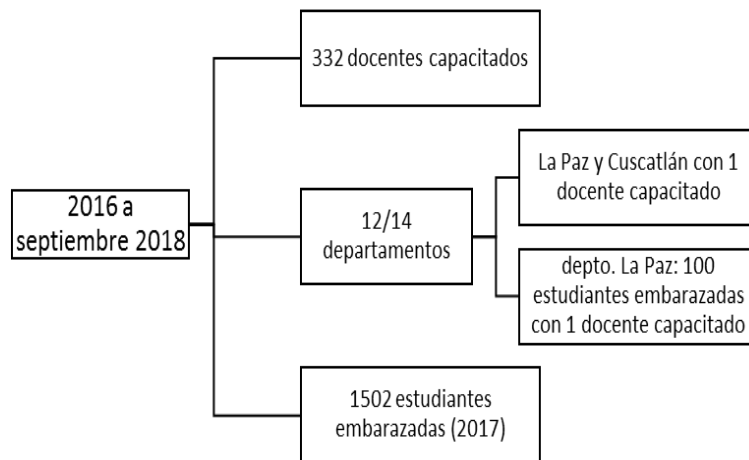 2016 a
septiembre 2018
332 docentes capacitados
12/14
departamentos
La Paz y Cuscatlán con 1
docente capacitado
depto. La Paz: 100
estudiantes embarazadas
con 1 docente capacitado
1502 estudiantes
embarazadas (2017)